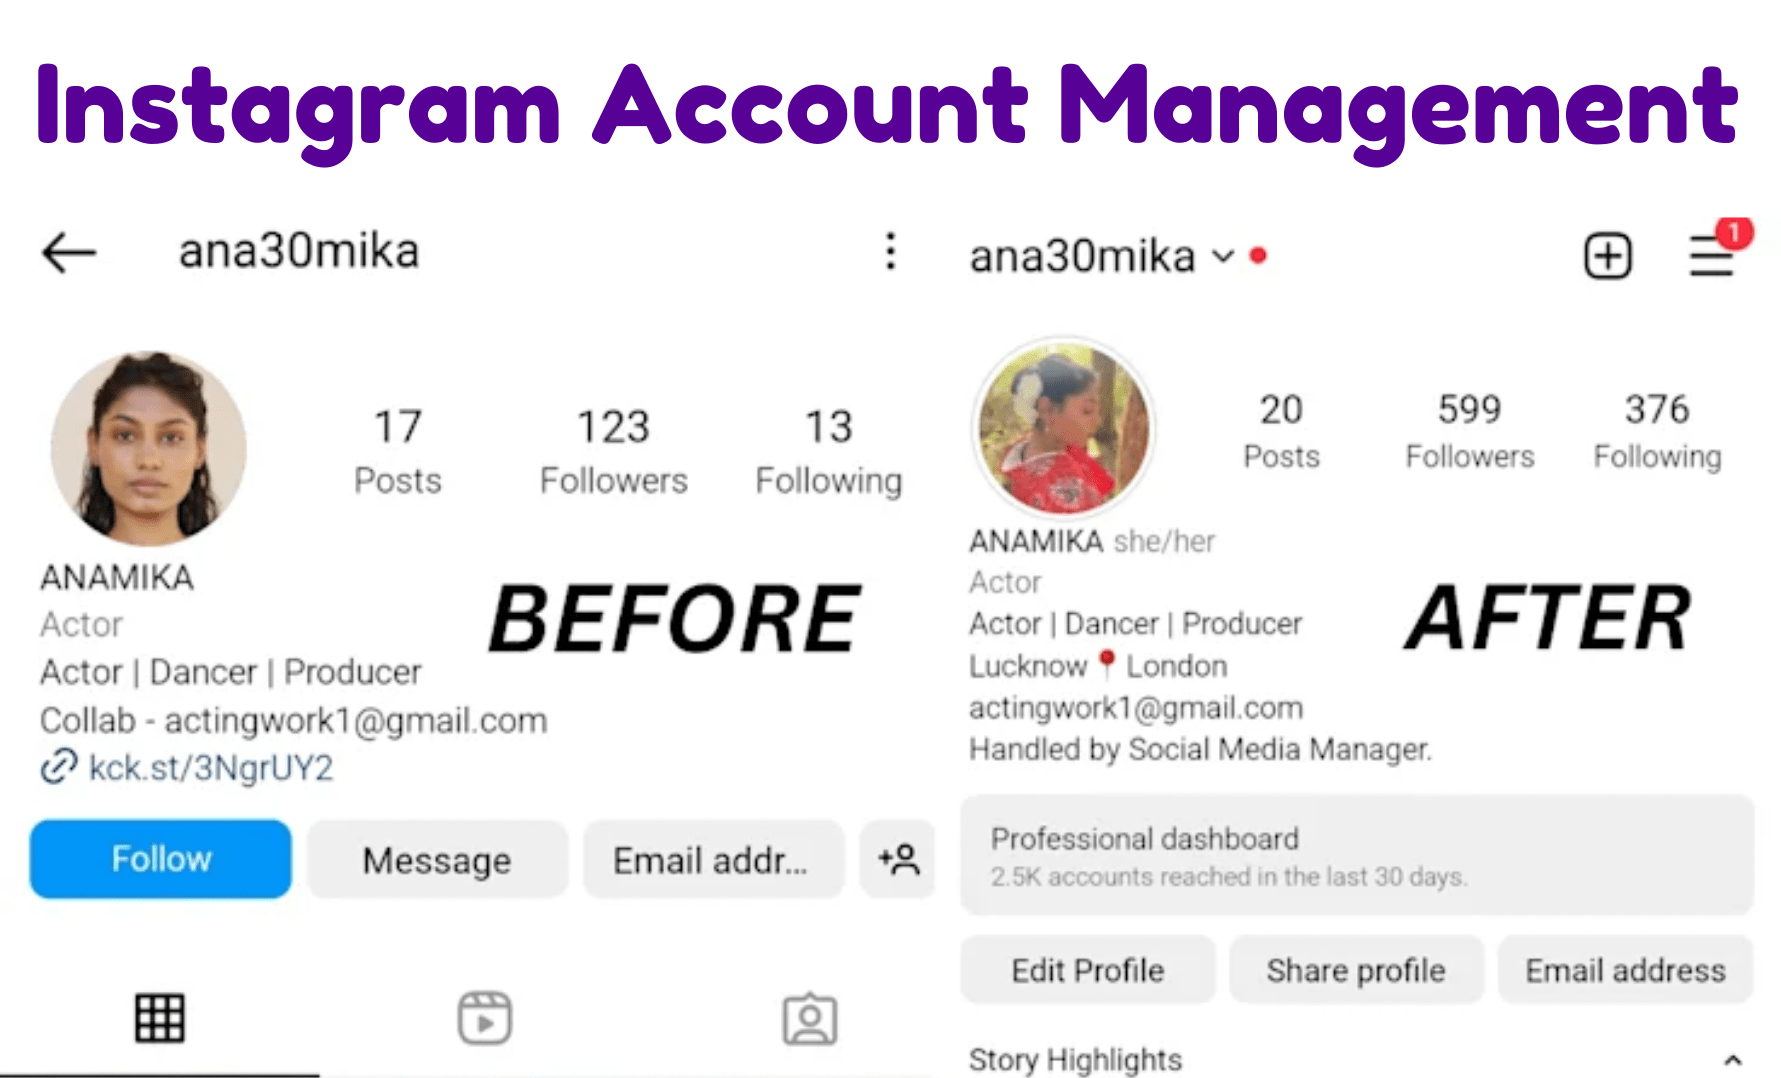 Instagram Account Management
ana30mika
17 123 13
Posts Followers Following
ANAMIKA
Actor
BEFORE
Actor | Dancer | Producer
Collab - actingwork1@gmail.com
kck.st/3NgrUY2
Follow Message Email addr...
ana30mika
1
20 599 376
Posts Followers Following
ANAMIKA she/her
Actor
AFTER
Actor | Dancer | Producer
Lucknow📍London
actingwork1@gmail.com
Handled by Social Media Manager.
Professional dashboard
2.5K accounts reached in the last 30 days.
Edit Profile Share profile Email address
Story Highlights